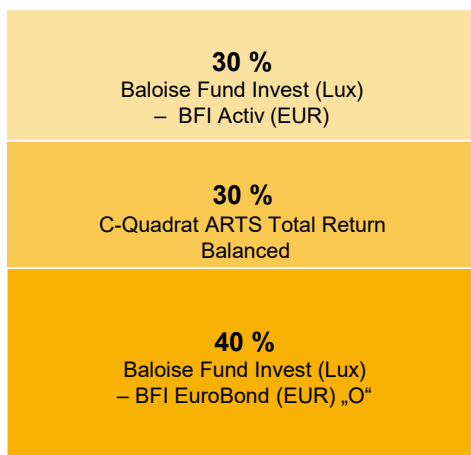 30 %
Baloise Fund Invest (Lux)
– BFI Activ (EUR)
30 %
C-Quadrat ARTS Total Return
Balanced
40 %
Baloise Fund Invest (Lux)
– BFI EuroBond (EUR) „O“